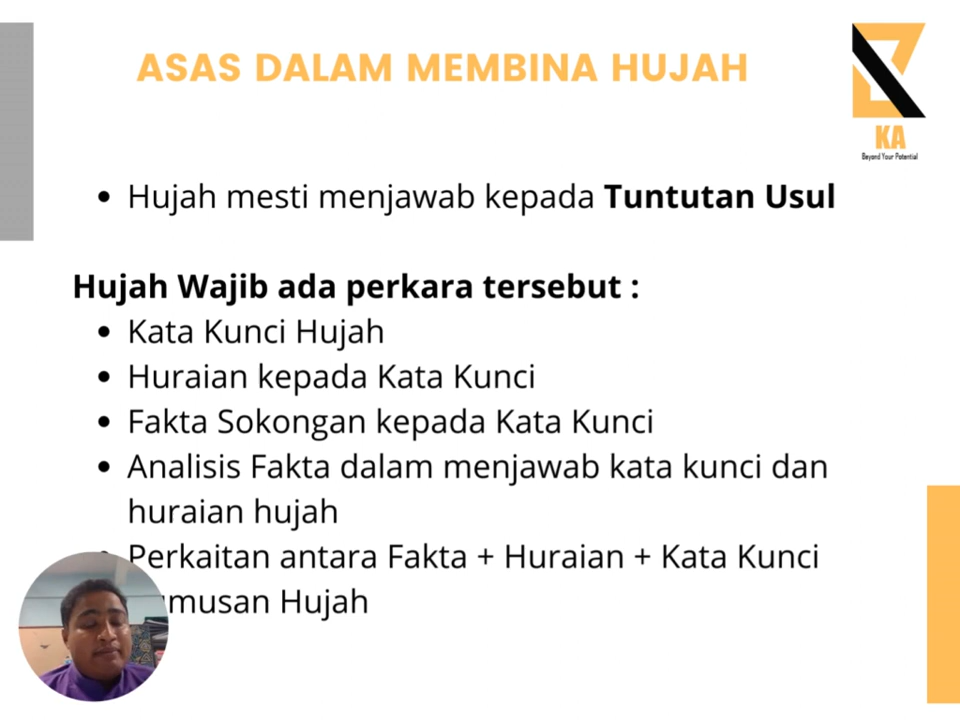 ASAS DALAM MEMBINA HUJAH
KA
Beyond Your Potential
• Hujah mesti menjawab kepada Tuntutan Usul
Hujah Wajib ada perkara tersebut :
• Kata Kunci Hujah
• Huraian kepada Kata Kunci
• Fakta Sokongan kepada Kata Kunci
• Analisis Fakta dalam menjawab kata kunci dan
huraian hujah
• Perkaitan antara Fakta + Huraian + Kata Kunci
Hujah